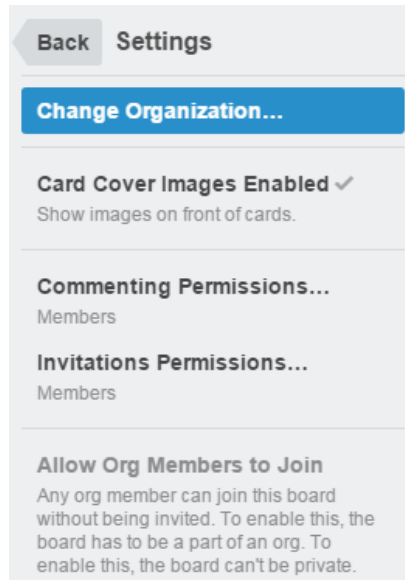 Back Settings
Change Organization...
Card Cover Images Enabled ✓
Show images on front of cards.
Commenting Permissions...
Members
Invitations Permissions...
Members
Allow Org Members to Join
Any org member can join this board
without being invited. To enable this, the
board has to be a part of an org. To
enable this, the board can't be private.